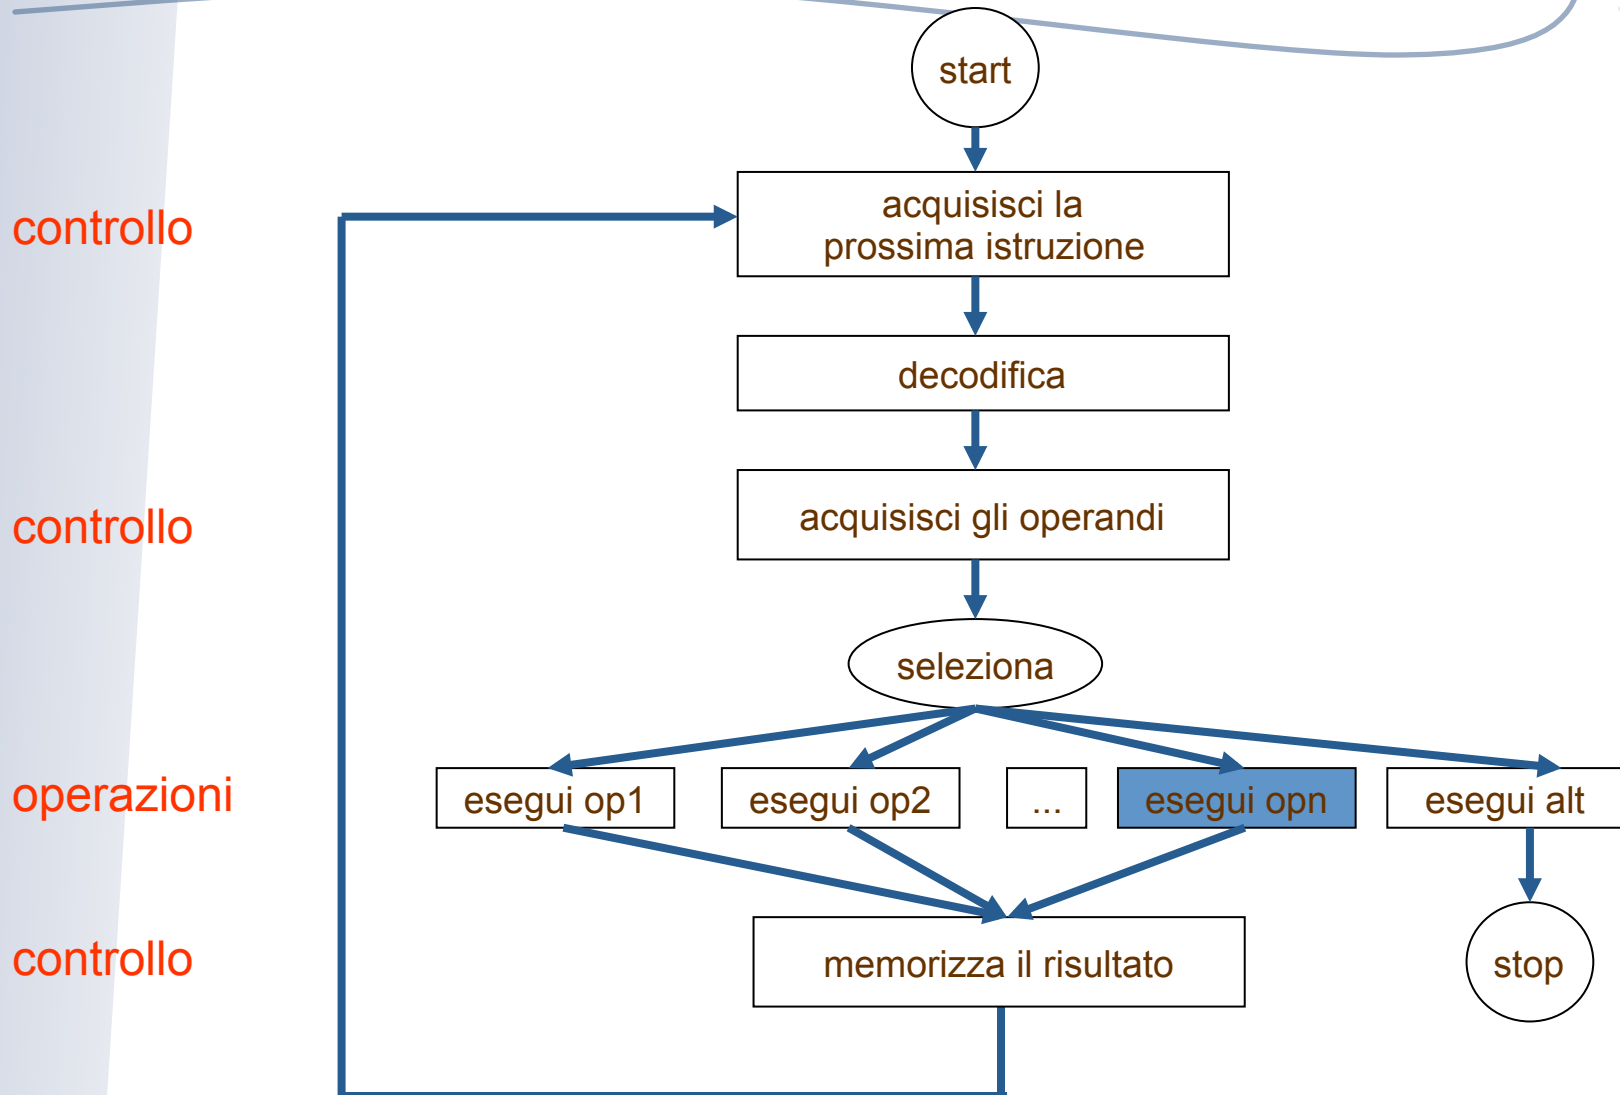 start
controllo
acquisisci la
prossima istruzione
decodifica
controllo
acquisisci gli operandi
seleziona
operazioni
esegui op1
esegui op2
...
esegui opn
esegui alt
controllo
memorizza il risultato
stop